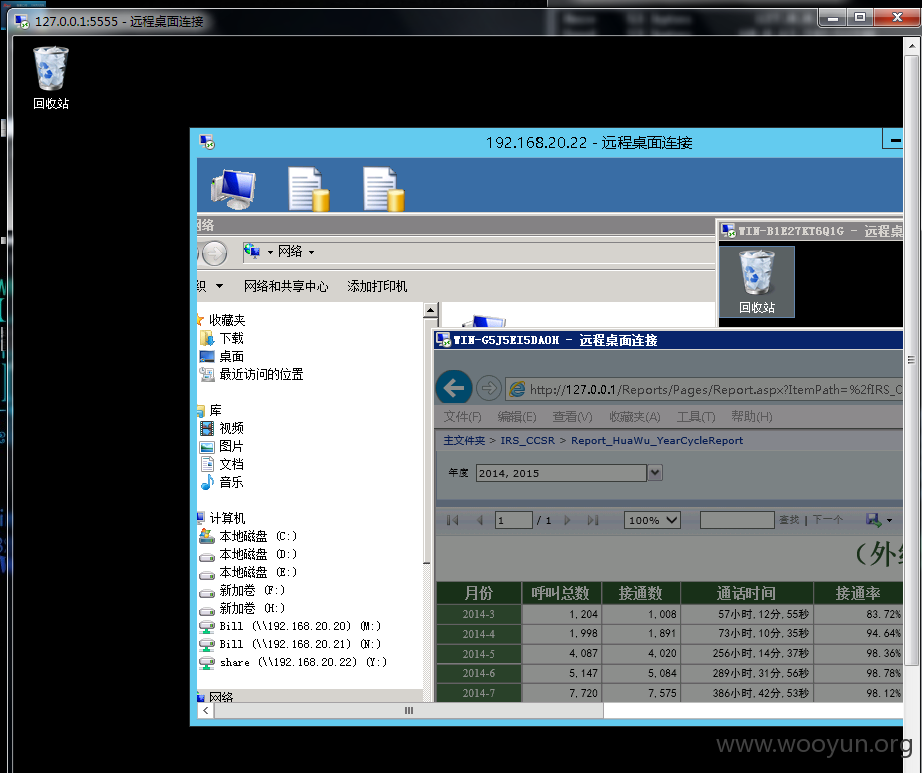 127.0.0.1:5555 - 远程桌面连接
回收站
192.168.20.22 - 远程桌面连接
网络
WIN-B1E27KT6Q1G - 远程桌
网络
织 网络和共享中心 添加打印机
回收站
收藏夹
下载
桌面
最近访问的位置
库
视频
图片
文档
音乐
计算机
本地磁盘 (C:)
本地磁盘 (D:)
本地磁盘 (E:)
新加卷 (F:)
新加卷 (H:)
Bill (\\192.168.20.20) (M:)
Bill (\\192.168.20.21) (N:)
share (\\192.168.20.22) (Y:)
网络
WIN-G5J5EI5DAOH - 远程桌面连接
http://127.0.0.1/Reports/Pages/Report.aspx?ItemPath=%2fIRS_C
文件(F) 编辑(E) 查看(V) 收藏夹(A) 工具(T) 帮助(H)
主文件夹 > IRS_CCSR > Report_HuaWu_YearCycleReport
年度 2014, 2015
1 / 1 100% 查找 | 下一个
(外
月份 呼叫总数 接通数 通话时间 接通率
2014-3 1,204 1,008 57小时,12分,55秒 83.72%
2014-4 1,998 1,891 73小时,10分,35秒 94.64%
2014-5 4,087 4,020 256小时,14分,37秒 98.36%
2014-6 5,147 5,084 289小时,31分,56秒 98.78%
2014-7 7,720 7,575 386小时,42分,53秒 98.12%
www.wooyun.org